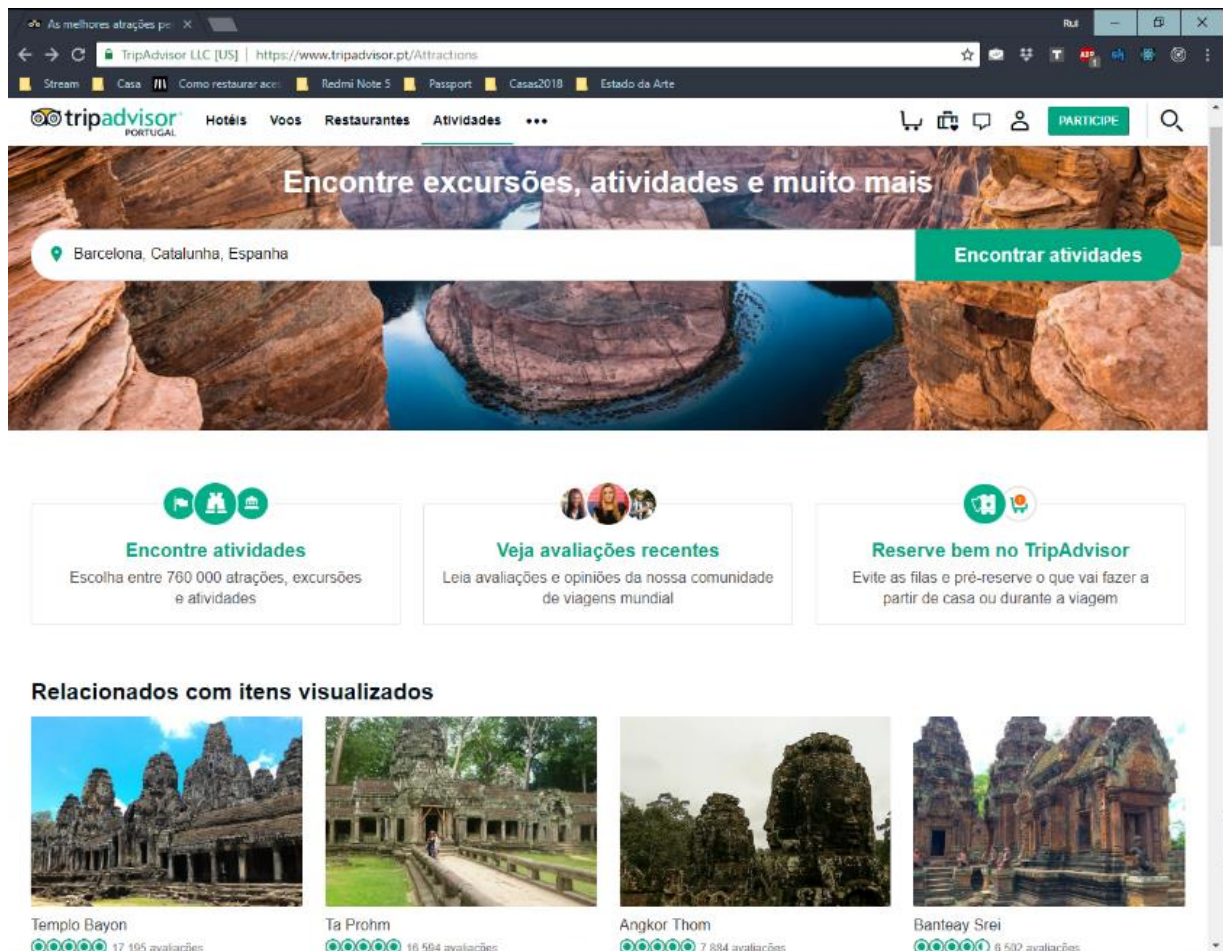 As melhores atrações pe
Rui
TripAdvisor LLC [US] | https://www.tripadvisor.pt/Attractions
Stream Casa Como restaurar ace Redmi Note 5 Passport Casas2018 Estado da Arte
tripadvisor Hotéis Voos Restaurantes Atividades ••• PARTICIPE
PORTUGAL
Encontre excursões, atividades e muito mais
Barcelona, Catalunha, Espanha Encontrar atividades
Encontre atividades
Escolha entre 760 000 atrações, excursões
e atividades
Veja avaliações recentes
Leia avaliações e opiniões da nossa comunidade
de viagens mundial
Reserve bem no TripAdvisor
Evite as filas e pré-reserve o que vai fazer a
partir de casa ou durante a viagem
Relacionados com itens visualizados
Templo Bayon
17 195 avaliações
Ta Prohm
16 594 avaliações
Angkor Thom
7 884 avaliações
Banteay Srei
6 502 avaliações